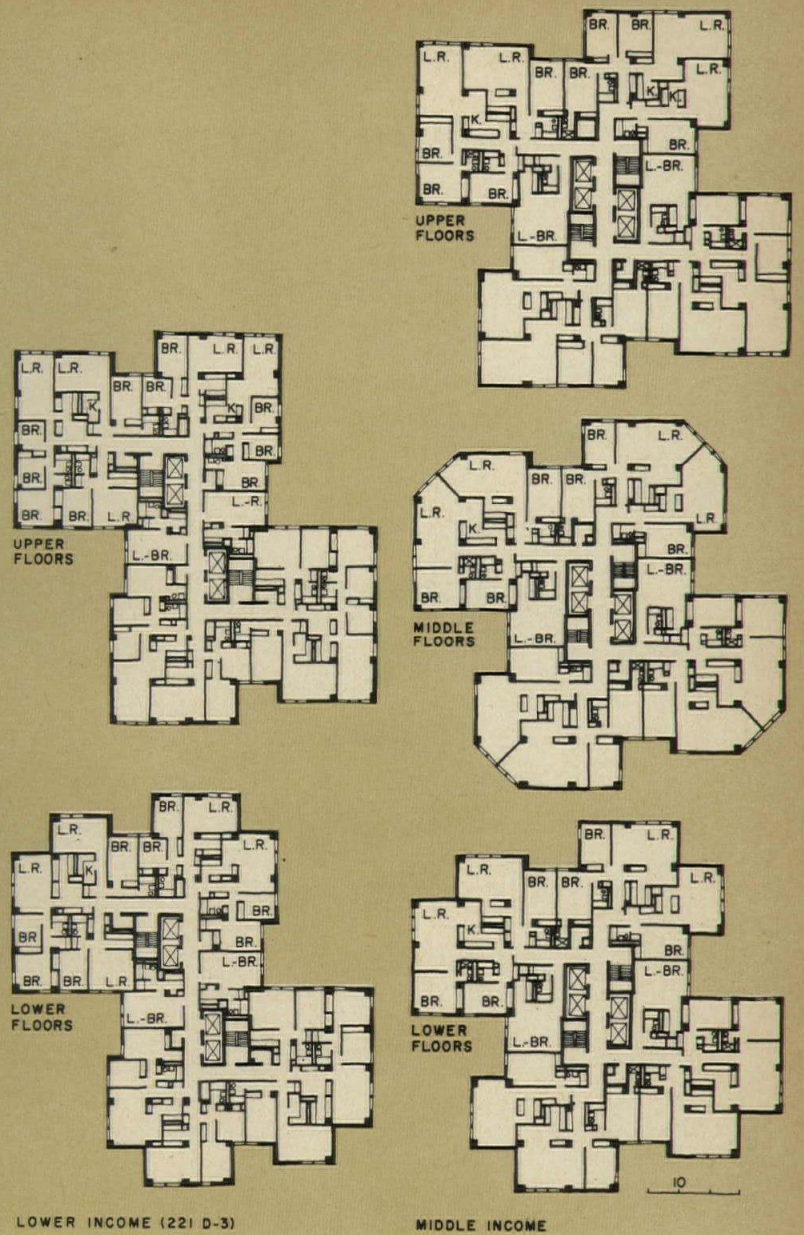 BR. BR. L.R.
L.R. L.R. BR. BR. L.R.
K. K K
BR. BR.
BR. BR. L.-BR.
L.-BR.
UPPER
FLOORS
BR. L.R. L.R.
L.R. L.R. BR. BR.
K K BR.
BR. BR.
BR. BR.
BR. BR. L.R. L.-R.
L.-BR.
UPPER
FLOORS
BR. L.R.
L.R. BR. BR.
L.R. K. L.R.
BR.
BR. BR. L.-BR.
L.-BR.
MIDDLE
FLOORS
BR. L.R.
L.R. BR. BR.
L.R. K L.R.
BR. BR.
BR. BR.
BR. L.R. L.-BR.
L.-BR.
LOWER
FLOORS
BR. L.R.
L.R. BR. BR. L.R.
L.R. K.
BR.
BR. BR. L.-BR.
L.-BR.
LOWER
FLOORS
10
LOWER INCOME (221 D-3)
MIDDLE INCOME